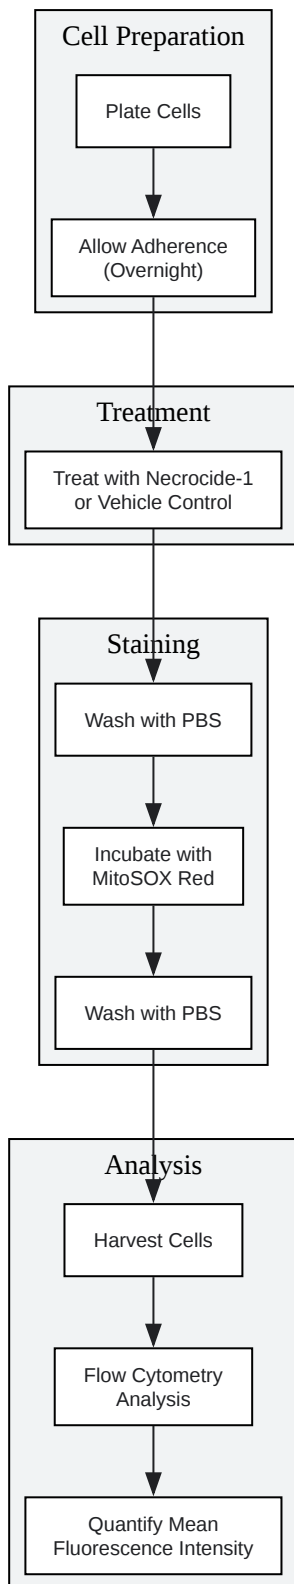 Cell Preparation
Plate Cells
Allow Adherence
(Overnight)
Treatment
Treat with Necrocide-1
or Vehicle Control
Staining
Wash with PBS
Incubate with
MitoSOX Red
Wash with PBS
Analysis
Harvest Cells
Flow Cytometry
Analysis
Quantify Mean
Fluorescence Intensity